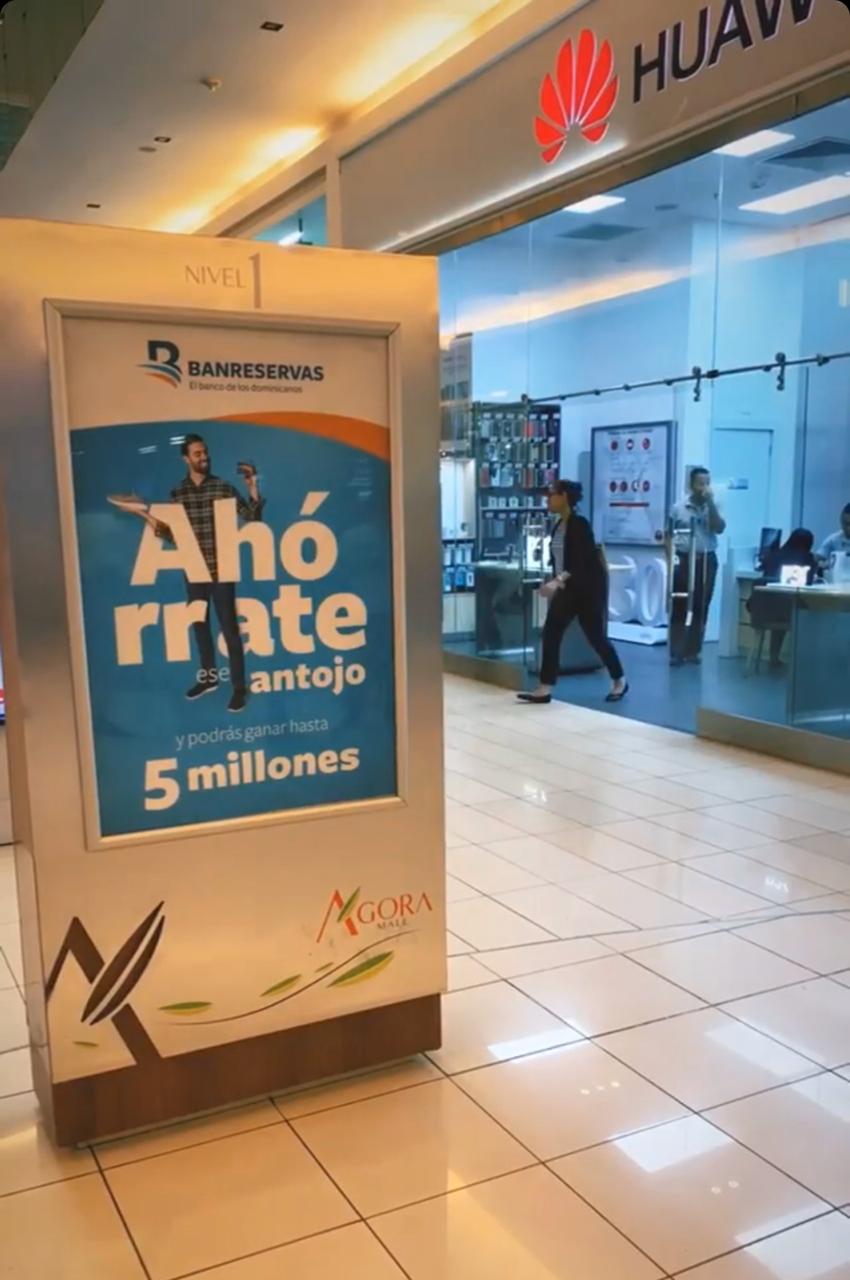 HUAW
NIVEL 1
BANRESERVAS
El banco de los dominicanos
Ahó
rrate
ese antojo
y podrás ganar hasta
5 millones
AGORA
MALL
30